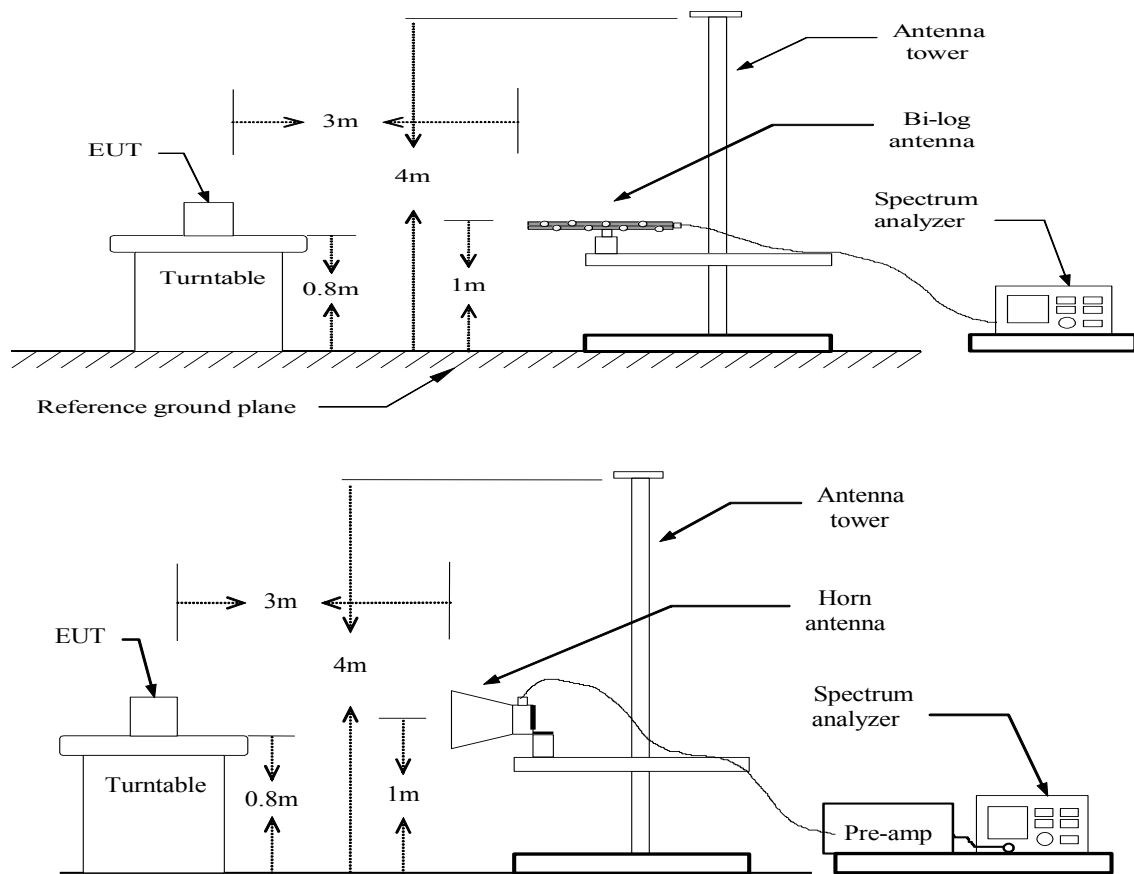 Antenna
tower
3m
Bi-log
antenna
EUT
4m
Spectrum
analyzer
Turntable
0.8m
1m
Reference ground plane
Antenna
tower
3m
Horn
antenna
EUT
4m
Spectrum
analyzer
Turntable
0.8m
1m
Pre-amp